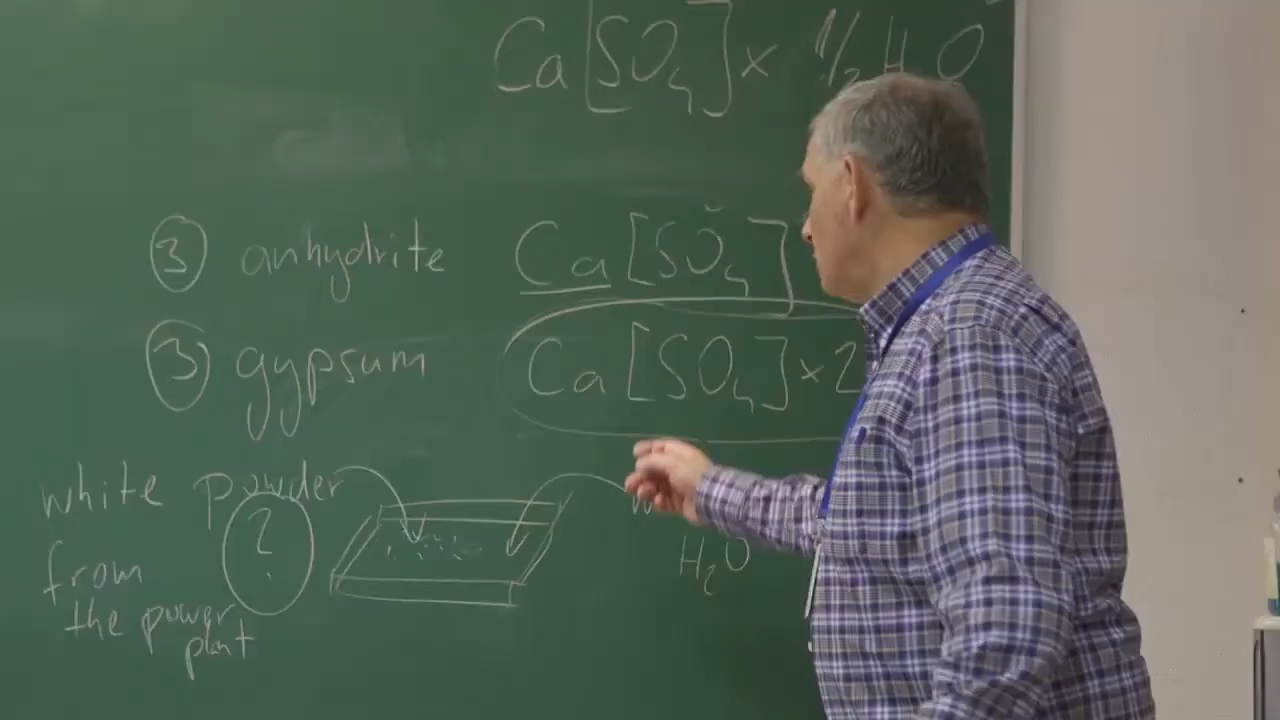 Ca[SO₄] × ½ H O
③ anhydrite Ca[SO₄]
③ gypsum Ca[SO₄] × 2
white powder
?
from
the power
plant
H₂O